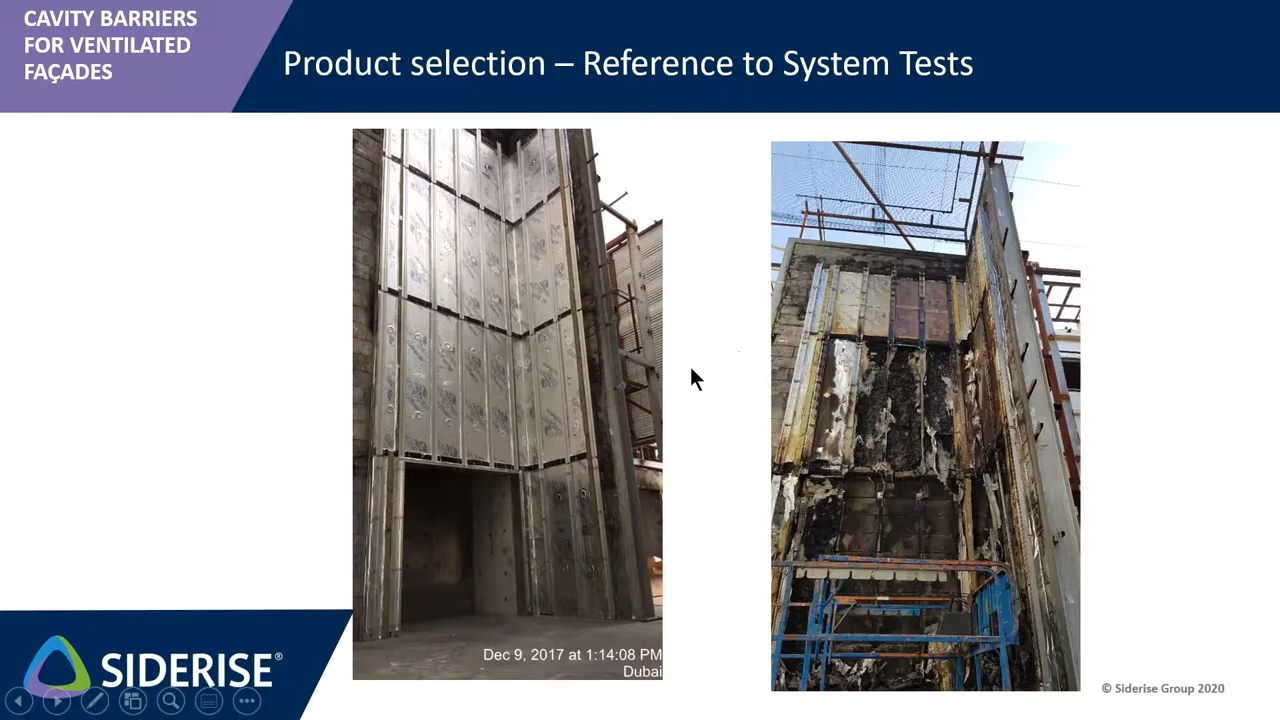 CAVITY BARRIERS
FOR VENTILATED
FAÇADES
Product selection – Reference to System Tests
Dec 9, 2017 at 1:14:08 PM
Dubai
SIDERISE®
© Siderise Group 2020